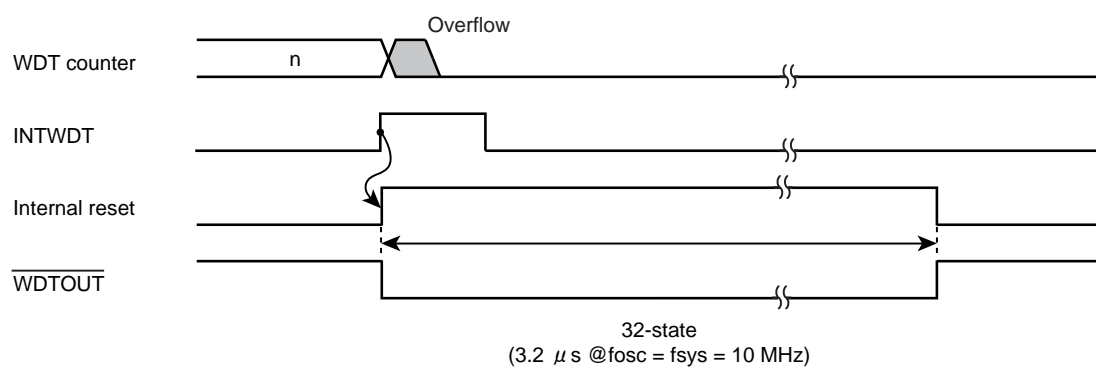 Overflow
WDT counter
n
INTWDT
Internal reset
WDTOUT
32-state
(3.2 μs @fosc = fsys = 10 MHz)